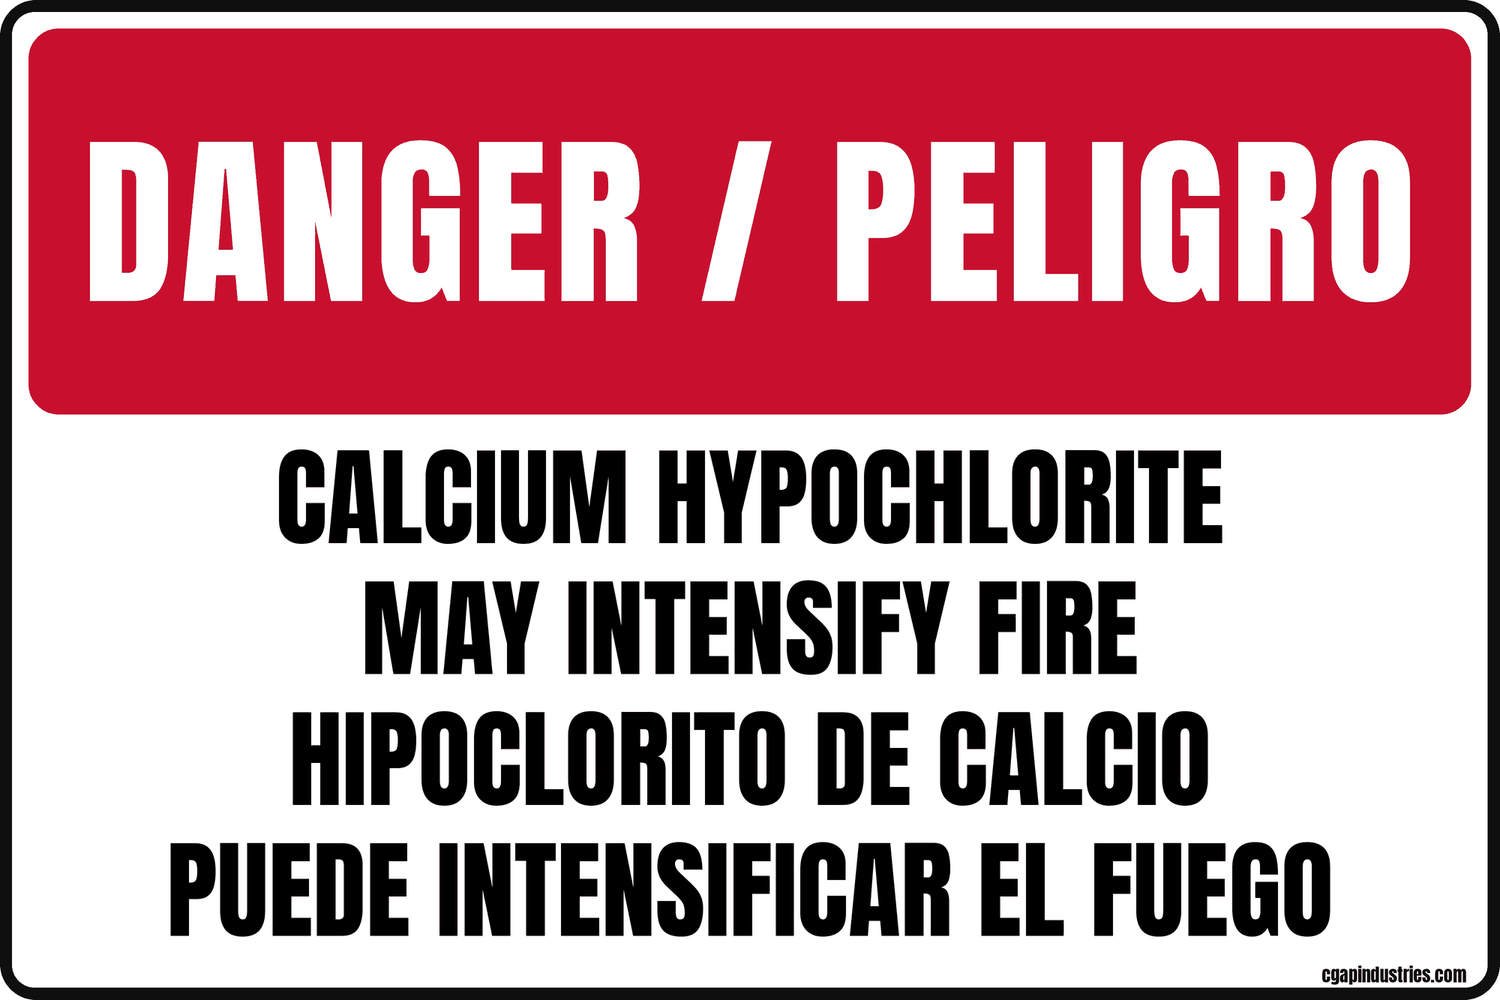 DANGER / PELIGRO
CALCIUM HYPOCHLORITE
MAY INTENSIFY FIRE
HIPOCLORITO DE CALCIO
PUEDE INTENSIFICAR EL FUEGO
cgapindustries.com